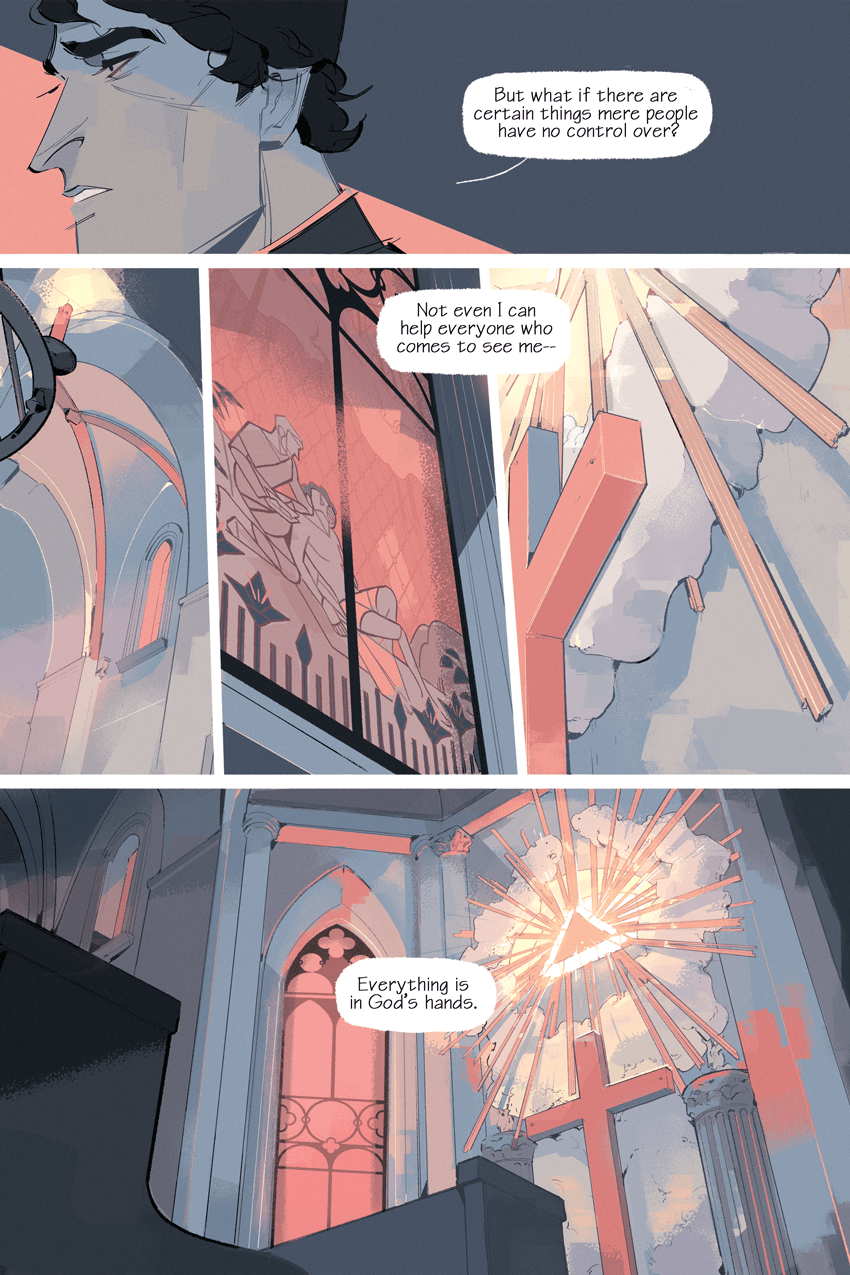 But what if there are
certain things mere people
have no control over?
Not even I can
help everyone who
comes to see me--
Everything is
in God's hands.